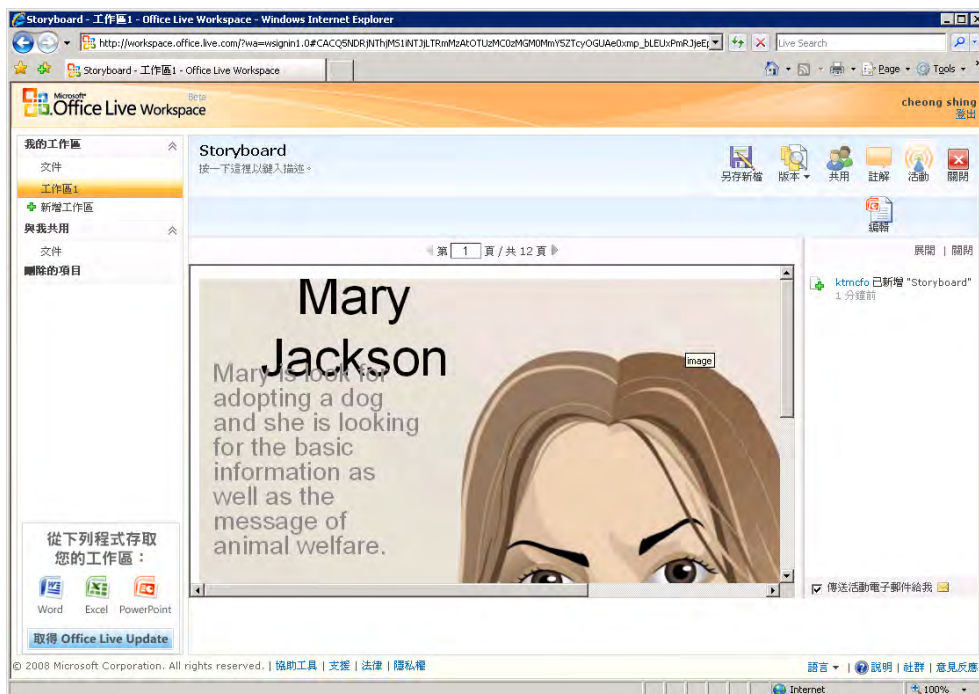 Storyboard - 工作區1 - Office Live Workspace - Windows Internet Explorer
Live Search
Storyboard - 工作區1 - Office Live Workspace
Page
Tools
Microsoft
Beta
Office Live Workspace
cheong shing
登出
我的工作區
文件
工作區1
新增工作區
與我共用
文件
刪除的項目
Storyboard
按一下這裡以鍵入描述。
另存新檔 版本 共用 註解 活動 關閉
編輯
第 1 頁 / 共 12 頁
展開 | 關閉
ktmcfo 已新增 "Storyboard"
1 分鐘前
Mary
Jackson
Mary is look for
adopting a dog
and she is looking
for the basic
information as
well as the
message of
animal welfare.
image
從下列程式存取
您的工作區：
Word Excel PowerPoint
取得 Office Live Update
傳送活動電子郵件給我
© 2008 Microsoft Corporation. All rights reserved. | 協助工具 | 支援 | 法律 | 隱私權
語言 | 說明 | 社群 | 意見反應
Internet
100%